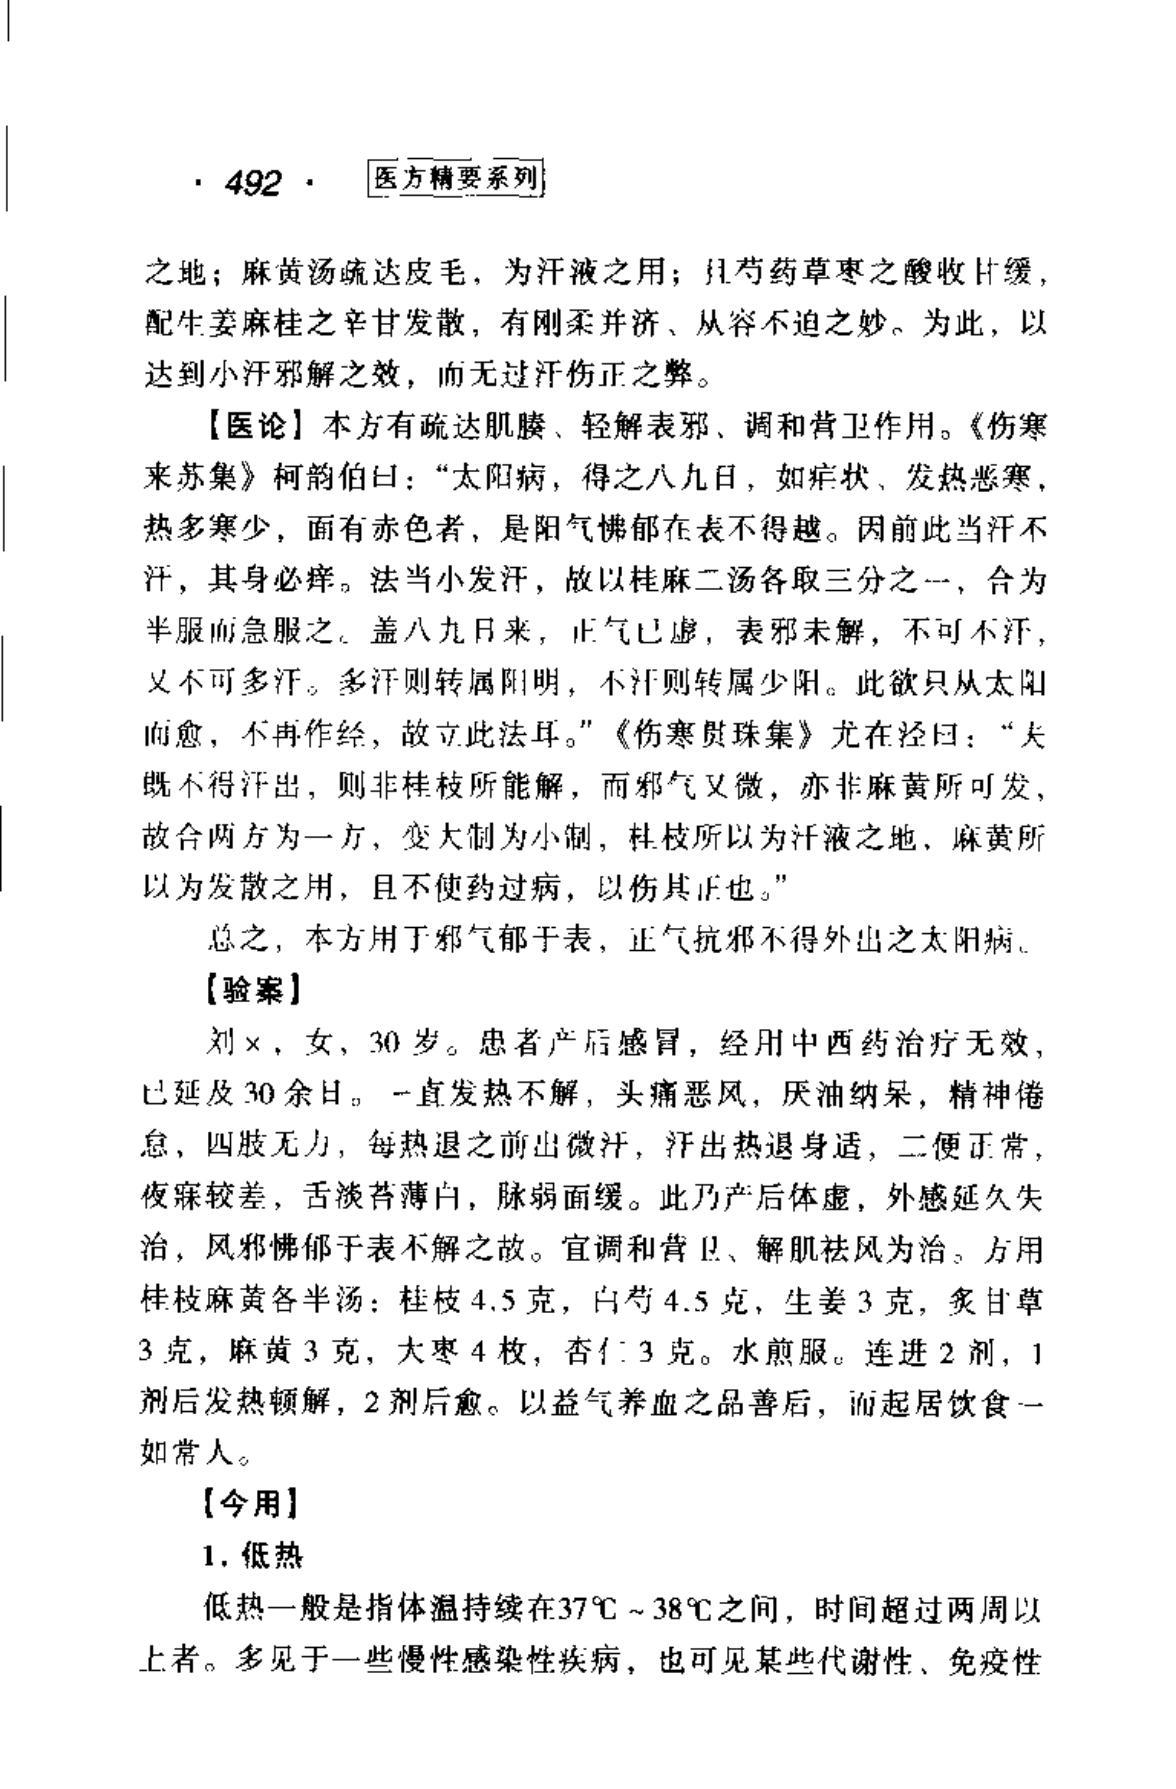 · 492 · 医方精要系列
之地；麻黄汤疏达皮毛，为汗液之用；且芍药草枣之酸收甘缓，
配生姜麻桂之辛甘发散，有刚柔并济、从容不迫之妙。为此，以
达到小汗邪解之效，而无过汗伤正之弊。
【医论】本方有疏达肌腠、轻解表邪、调和营卫作用。《伤寒
来苏集》柯韵伯曰：“太阳病，得之八九日，如疟状、发热恶寒，
热多寒少，面有赤色者，是阳气怫郁在表不得越。因前此当汗不
汗，其身必痒。法当小发汗，故以桂麻二汤各取三分之一，合为
半服而急服之。盖八九日来，正气已虚，表邪未解，不可不汗，
又不可多汗。多汗则转属阳明，不汗则转属少阳。此欲只从太阳
而愈，不再作经，故立此法耳。”《伤寒贯珠集》尤在泾曰：“夫
既不得汗出，则非桂枝所能解，而邪气又微，亦非麻黄所可发，
故合两方为一方，变大制为小制，桂枝所以为汗液之地，麻黄所
以为发散之用，且不使药过病，以伤其正也。”
总之，本方用于邪气郁于表，正气抗邪不得外出之太阳病。
【验案】
刘×，女，30 岁。患者产后感冒，经用中西药治疗无效，
已延及 30 余日。一直发热不解，头痛恶风，厌油纳呆，精神倦
怠，四肢无力，每热退之前出微汗，汗出热退身适，二便正常，
夜寐较差，舌淡苔薄白，脉弱面缓。此乃产后体虚，外感延久失
治，风邪怫郁于表不解之故。宜调和营卫、解肌祛风为治。方用
桂枝麻黄各半汤：桂枝 4.5 克，白芍 4.5 克，生姜 3 克，炙甘草
3 克，麻黄 3 克，大枣 4 枚，杏仁 3 克。水煎服。连进 2 剂，1
剂后发热顿解，2 剂后愈。以益气养血之品善后，而起居饮食一
如常人。
【今用】
1. 低热
低热一般是指体温持续在37℃～38℃之间，时间超过两周以
上者。多见于一些慢性感染性疾病，也可见某些代谢性、免疫性